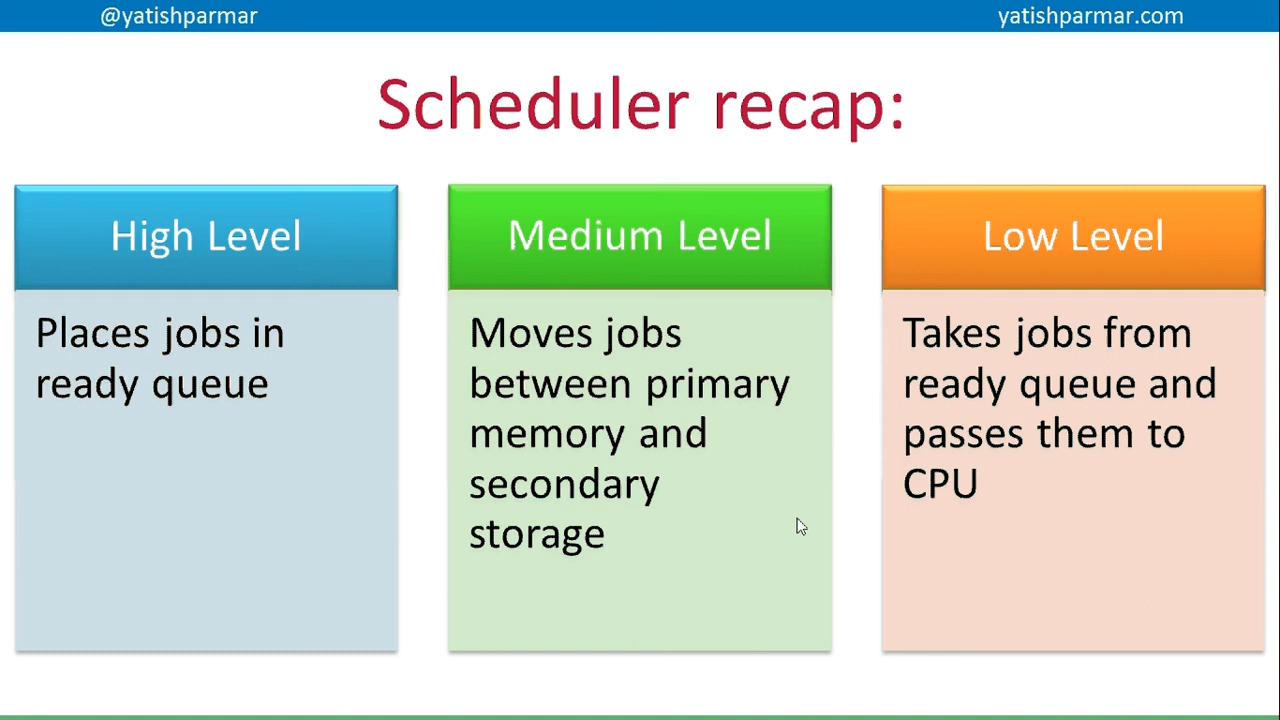 @yatishparmar
yatishparmar.com
Scheduler recap:
High Level
Places jobs in
ready queue
Medium Level
Moves jobs
between primary
memory and
secondary
storage
Low Level
Takes jobs from
ready queue and
passes them to
CPU